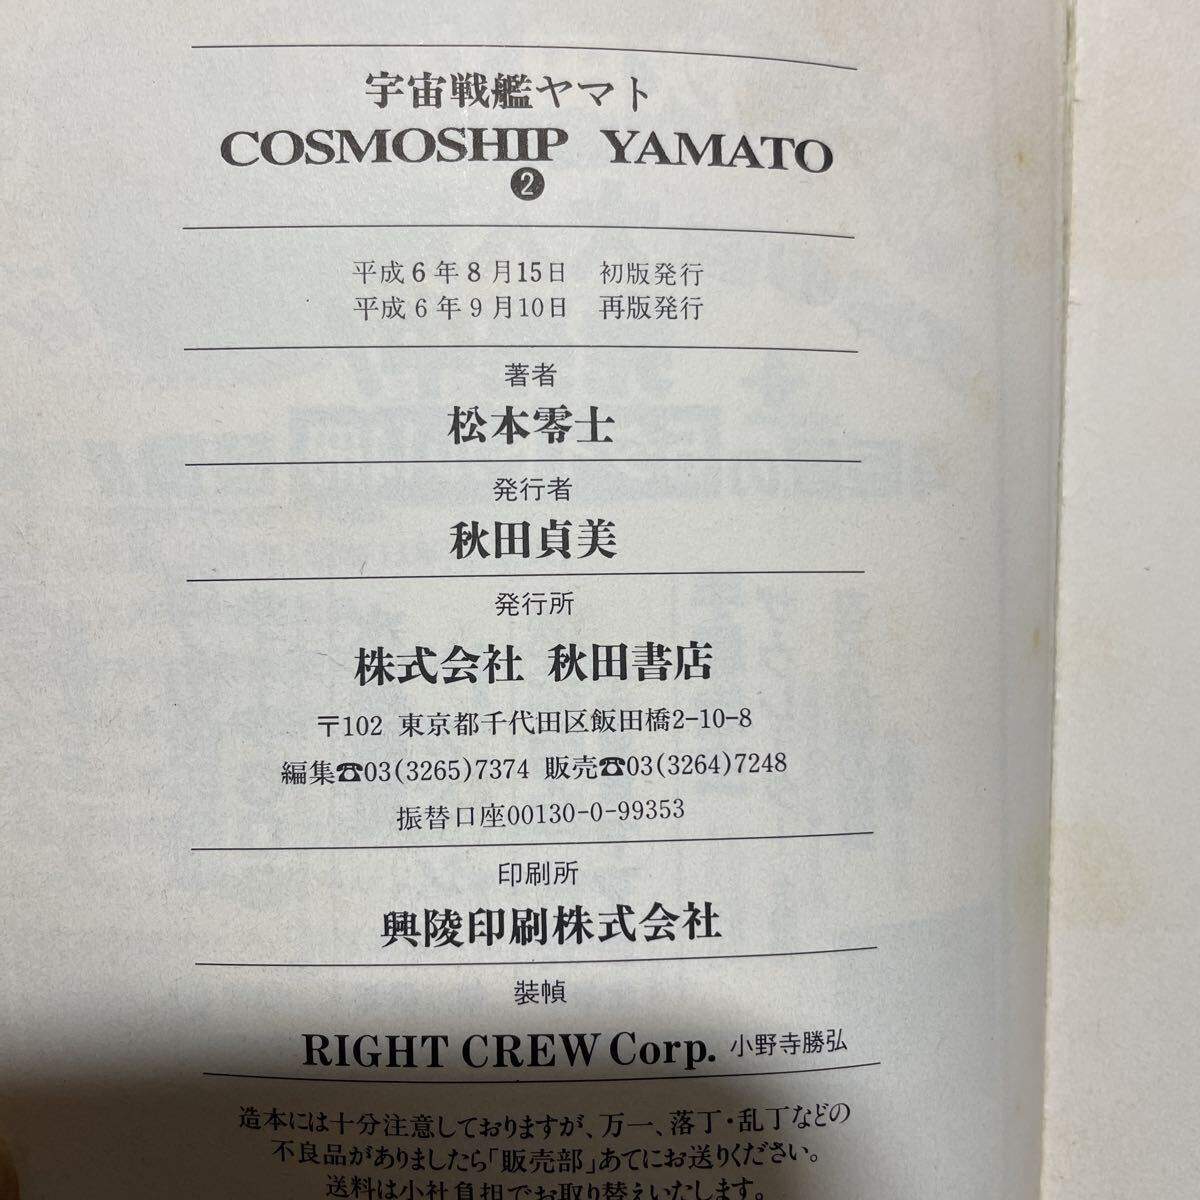 宇宙戦艦ヤマト
COSMOSHIP YAMATO
❷
平成6年8月15日 初版発行
平成6年9月10日 再版発行
著者
松本零士
発行者
秋田貞美
発行所
株式会社 秋田書店
〒102 東京都千代田区飯田橋2-10-8
編集☎03(3265)7374 販売☎03(3264)7248
振替口座00130-0-99353
印刷所
興陵印刷株式会社
装幀
RIGHT CREW Corp. 小野寺勝弘
造本には十分注意しておりますが、万一、落丁・乱丁などの
不良品がありましたら「販売部」あてにお送りください。
送料は小社負担でお取り替えいたします。